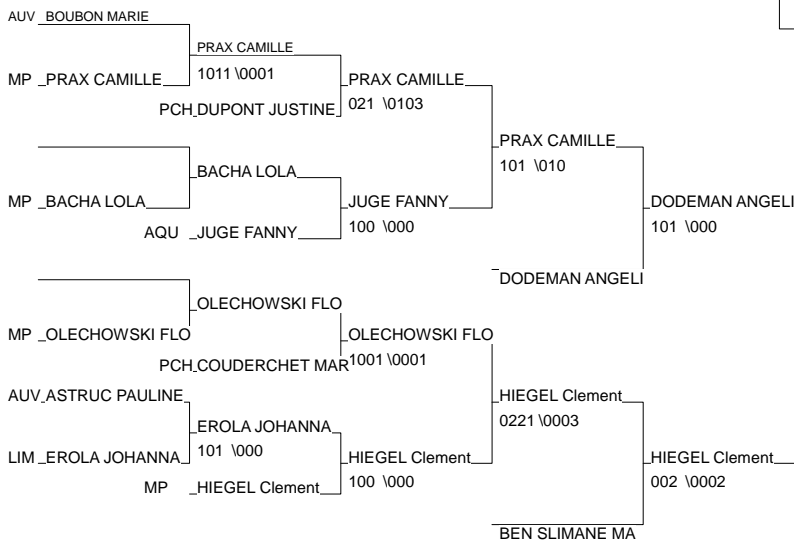 AUV BOUBON MARIE
PRAX CAMILLE
1011 \0001
MP PRAX CAMILLE
PRAX CAMILLE
021 \0103
PCH DUPONT JUSTINE
PRAX CAMILLE
101 \010
BACHA LOLA
MP BACHA LOLA
JUGE FANNY
100 \000
DODEMAN ANGELI
101 \000
AQU JUGE FANNY
DODEMAN ANGELI
OLECHOWSKI FLO
MP OLECHOWSKI FLO
OLECHOWSKI FLO
1001 \0001
PCH COUDERCHET MAR
AUV ASTRUC PAULINE
HIEGEL Clement
0221 \0003
EROLA JOHANNA
101 \000
LIM EROLA JOHANNA
HIEGEL Clement
100 \000
HIEGEL Clement
002 \0002
MP HIEGEL Clement
BEN SLIMANE MA